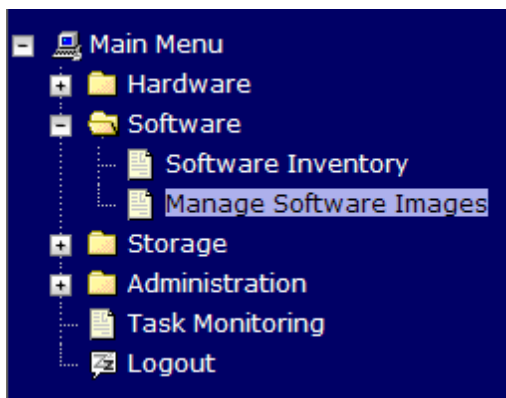 Main Menu
Hardware
Software
Software Inventory
Manage Software Images
Storage
Administration
Task Monitoring
Logout